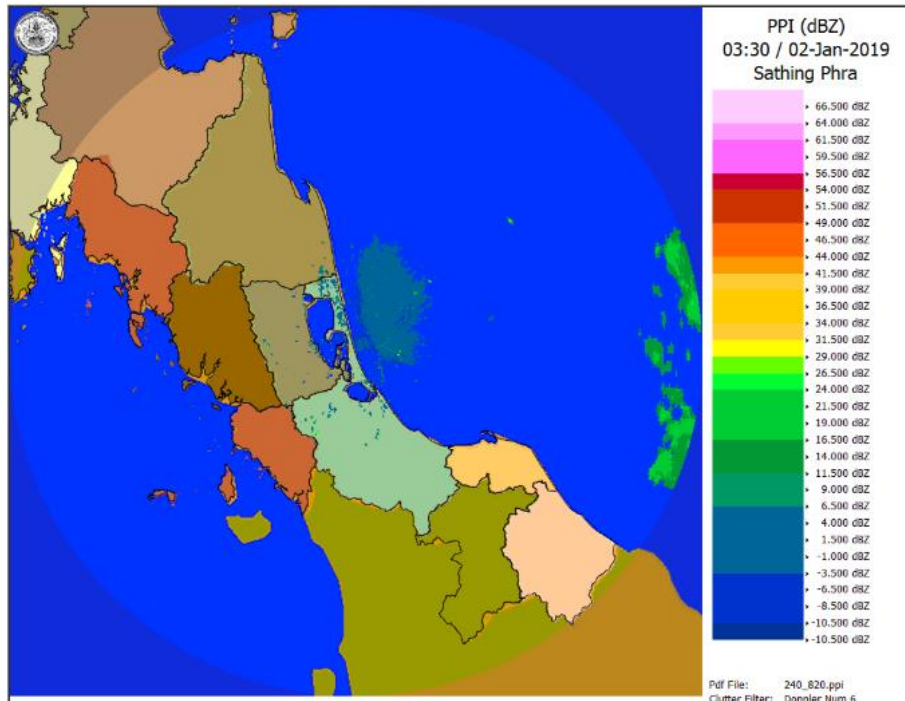 PPI (dBZ)
03:30 / 02-Jan-2019
Sathing Phra
66.500 dBZ
64.000 dBZ
61.500 dBZ
59.500 dBZ
56.500 dBZ
54.000 dBZ
51.500 dBZ
49.000 dBZ
46.500 dBZ
44.000 dBZ
41.500 dBZ
39.000 dBZ
36.500 dBZ
34.000 dBZ
31.500 dBZ
29.000 dBZ
26.500 dBZ
24.000 dBZ
21.500 dBZ
16.500 dBZ
14.000 dBZ
11.500 dBZ
9.000 dBZ
6.500 dBZ
4.000 dBZ
1.500 dBZ
-1.000 dBZ
-3.500 dBZ
-8.500 dBZ
-10.500 dBZ
-10.500 dBZ
Pdf File: 240_820.ppi
Clutter Filter: Doppler Num 6